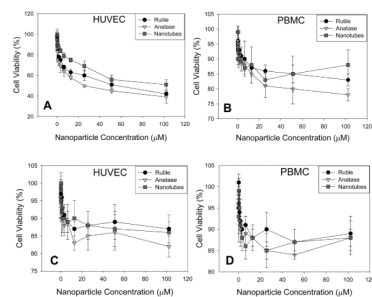 HUVEC
Rutile
Anatase
Nanotubes
Cell Viability (%)
120
100
80
60
40
20
0 20 40 60 80 100 120
Nanoparticle Concentration (μM)
A
PBMC
Rutile
Anatase
Nanotubes
Cell Viability (%)
105
100
95
90
85
80
75
70
0 20 40 60 80 100 120
Nanoparticle Concentration (μM)
B
HUVEC
Rutile
Anatase
Nanotubes
Cell Viability (%)
105
100
95
90
85
80
75
0 20 40 60 80 100 120
Nanoparticle Concentration (μM)
C
PBMC
Rutile
Anatase
Nanotubes
Cell Viability (%)
105
100
95
90
85
80
0 20 40 60 80 100 120
Nanoparticle Concentration (μM)
D